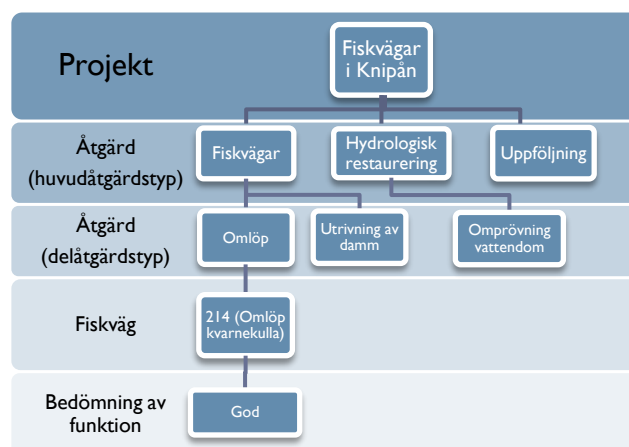 Projekt
Fiskvägar
i Knipån
Åtgärd
(huvudåtgärdstyp)
Fiskvägar
Hydrologisk
restaurering
Uppföljning
Åtgärd
(delåtgärdstyp)
Omlöp
Utrivning av
damm
Omprövning
vattendom
Fiskväg
214 (Omlöp
kvarnekulla)
Bedömning av
funktion
God